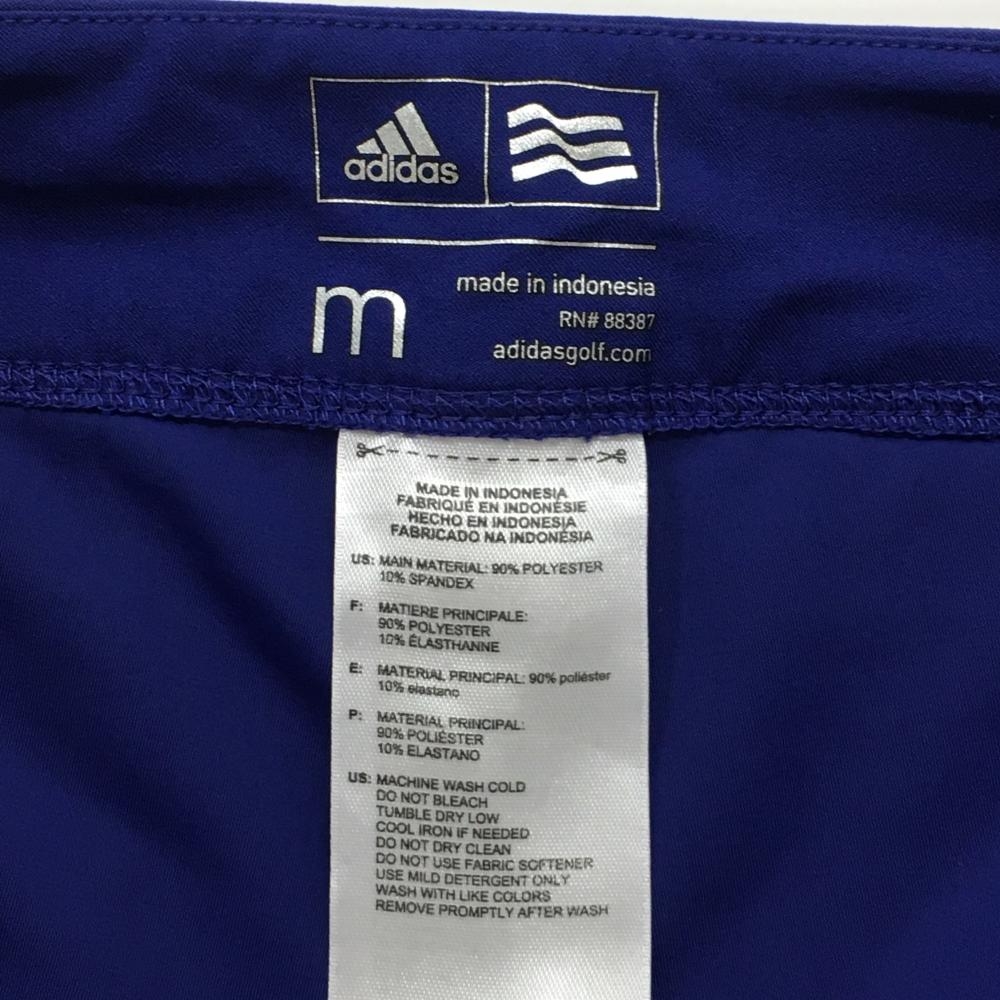 adidas
m
made in indonesia
RN# 88387
adidasgolf.com
MADE IN INDONESIA
FABRIQUÉ EN INDONÉSIE
HECHO EN INDONESIA
FABRICADO NA INDONÉSIA
US: MAIN MATERIAL: 90% POLYESTER
10% SPANDEX
F: MATIERE PRINCIPALE:
90% POLYESTER
10% ÉLASTHANNE
E: MATERIAL PRINCIPAL: 90% poliéster
10% elastano
P: MATERIAL PRINCIPAL:
90% POLIÉSTER
10% ELASTANO
US: MACHINE WASH COLD
DO NOT BLEACH
TUMBLE DRY LOW
COOL IRON IF NEEDED
DO NOT DRY CLEAN
DO NOT USE FABRIC SOFTENER
USE MILD DETERGENT ONLY
WASH WITH LIKE COLORS
REMOVE PROMPTLY AFTER WASH